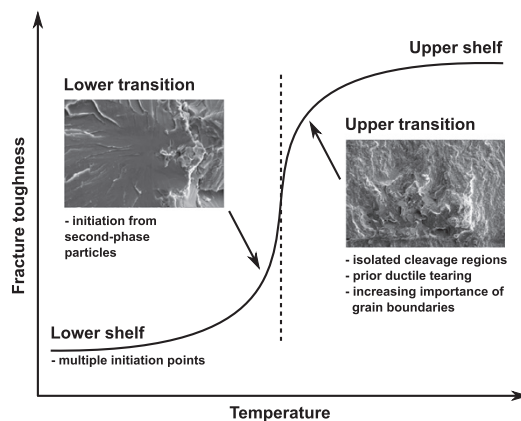 Upper shelf
Lower transition
- initiation from
second-phase
particles
Upper transition
- isolated cleavage regions
- prior ductile tearing
- increasing importance of
grain boundaries
Lower shelf
- multiple initiation points
Fracture toughness
Temperature